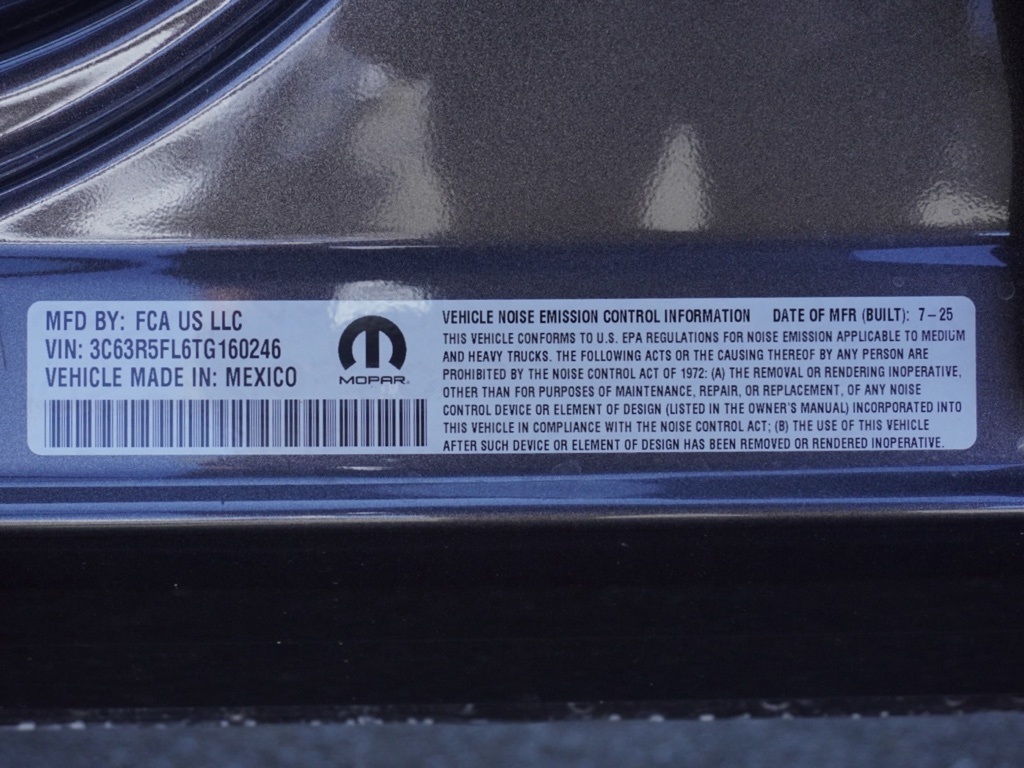 MFD BY: FCA US LLC
VIN: 3C63R5FL6TG160246
VEHICLE MADE IN: MEXICO
MOPAR
VEHICLE NOISE EMISSION CONTROL INFORMATION DATE OF MFR (BUILT): 7-25
THIS VEHICLE CONFORMS TO U.S. EPA REGULATIONS FOR NOISE EMISSION APPLICABLE TO MEDIUM
AND HEAVY TRUCKS. THE FOLLOWING ACTS OR THE CAUSING THEREOF BY ANY PERSON ARE
PROHIBITED BY THE NOISE CONTROL ACT OF 1972: (A) THE REMOVAL OR RENDERING INOPERATIVE,
OTHER THAN FOR PURPOSES OF MAINTENANCE, REPAIR, OR REPLACEMENT, OF ANY NOISE
CONTROL DEVICE OR ELEMENT OF DESIGN (LISTED IN THE OWNER'S MANUAL) INCORPORATED INTO
THIS VEHICLE IN COMPLIANCE WITH THE NOISE CONTROL ACT; (B) THE USE OF THIS VEHICLE
AFTER SUCH DEVICE OR ELEMENT OF DESIGN HAS BEEN REMOVED OR RENDERED INOPERATIVE.